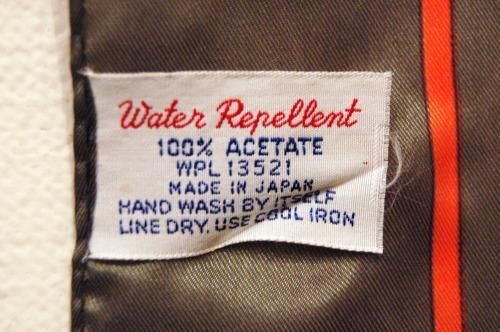 Water Repellent
100% ACETATE
WPL 13521
MADE IN JAPAN
HAND WASH BY ITSELF
LINE DRY. USE COOL IRON